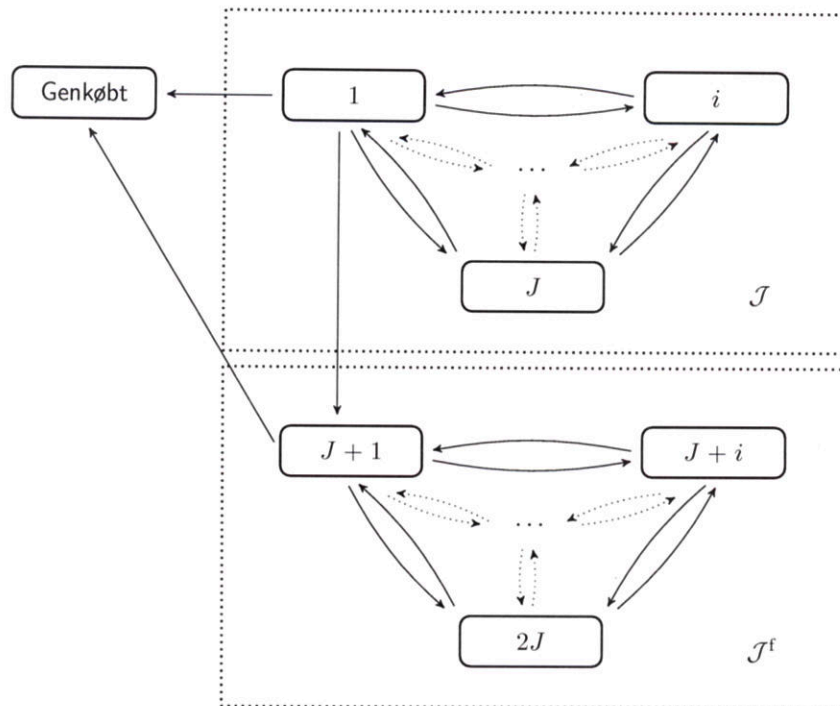 Genkøbt
1
i
...
J
𝒥
J + 1
J + i
...
2J
𝒥ᶠ